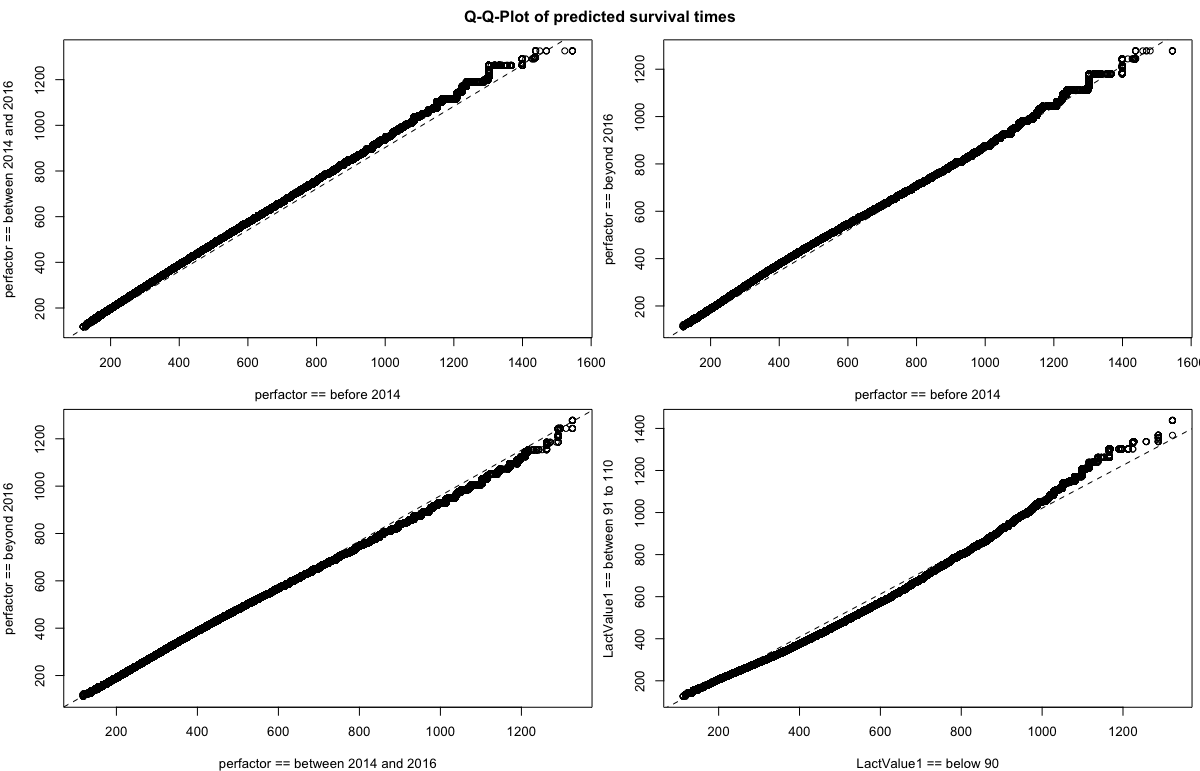 Q-Q-Plot of predicted survival times
perfactor == between 2014 and 2016
200 400 600 800 1000 1200
200 400 600 800 1000 1200 1400 1600
perfactor == before 2014
perfactor == beyond 2016
200 400 600 800 1000 1200
200 400 600 800 1000 1200 1400 1600
perfactor == before 2014
perfactor == beyond 2016
200 400 600 800 1000 1200
200 400 600 800 1000 1200
perfactor == between 2014 and 2016
LactValue1 == between 91 to 110
200 400 600 800 1000 1200 1400
200 400 600 800 1000 1200
LactValue1 == below 90